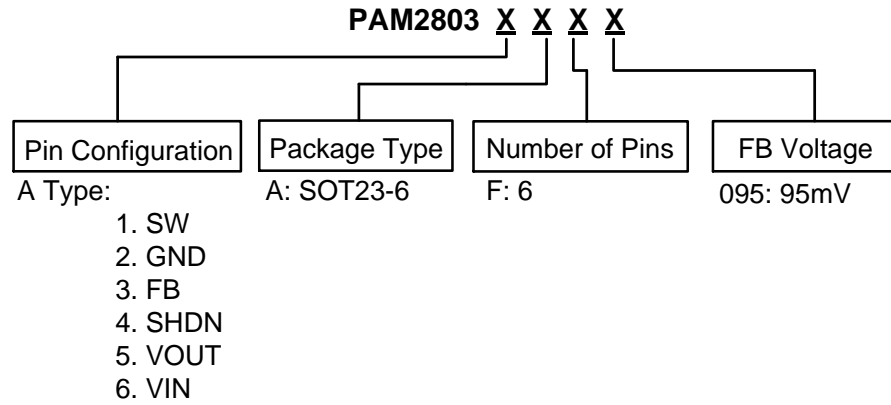 PAM2803 X X X X
Pin Configuration
Package Type
Number of Pins
FB Voltage
A Type:
A: SOT23-6
F: 6
095: 95mV
1. SW
2. GND
3. FB
4. SHDN
5. VOUT
6. VIN